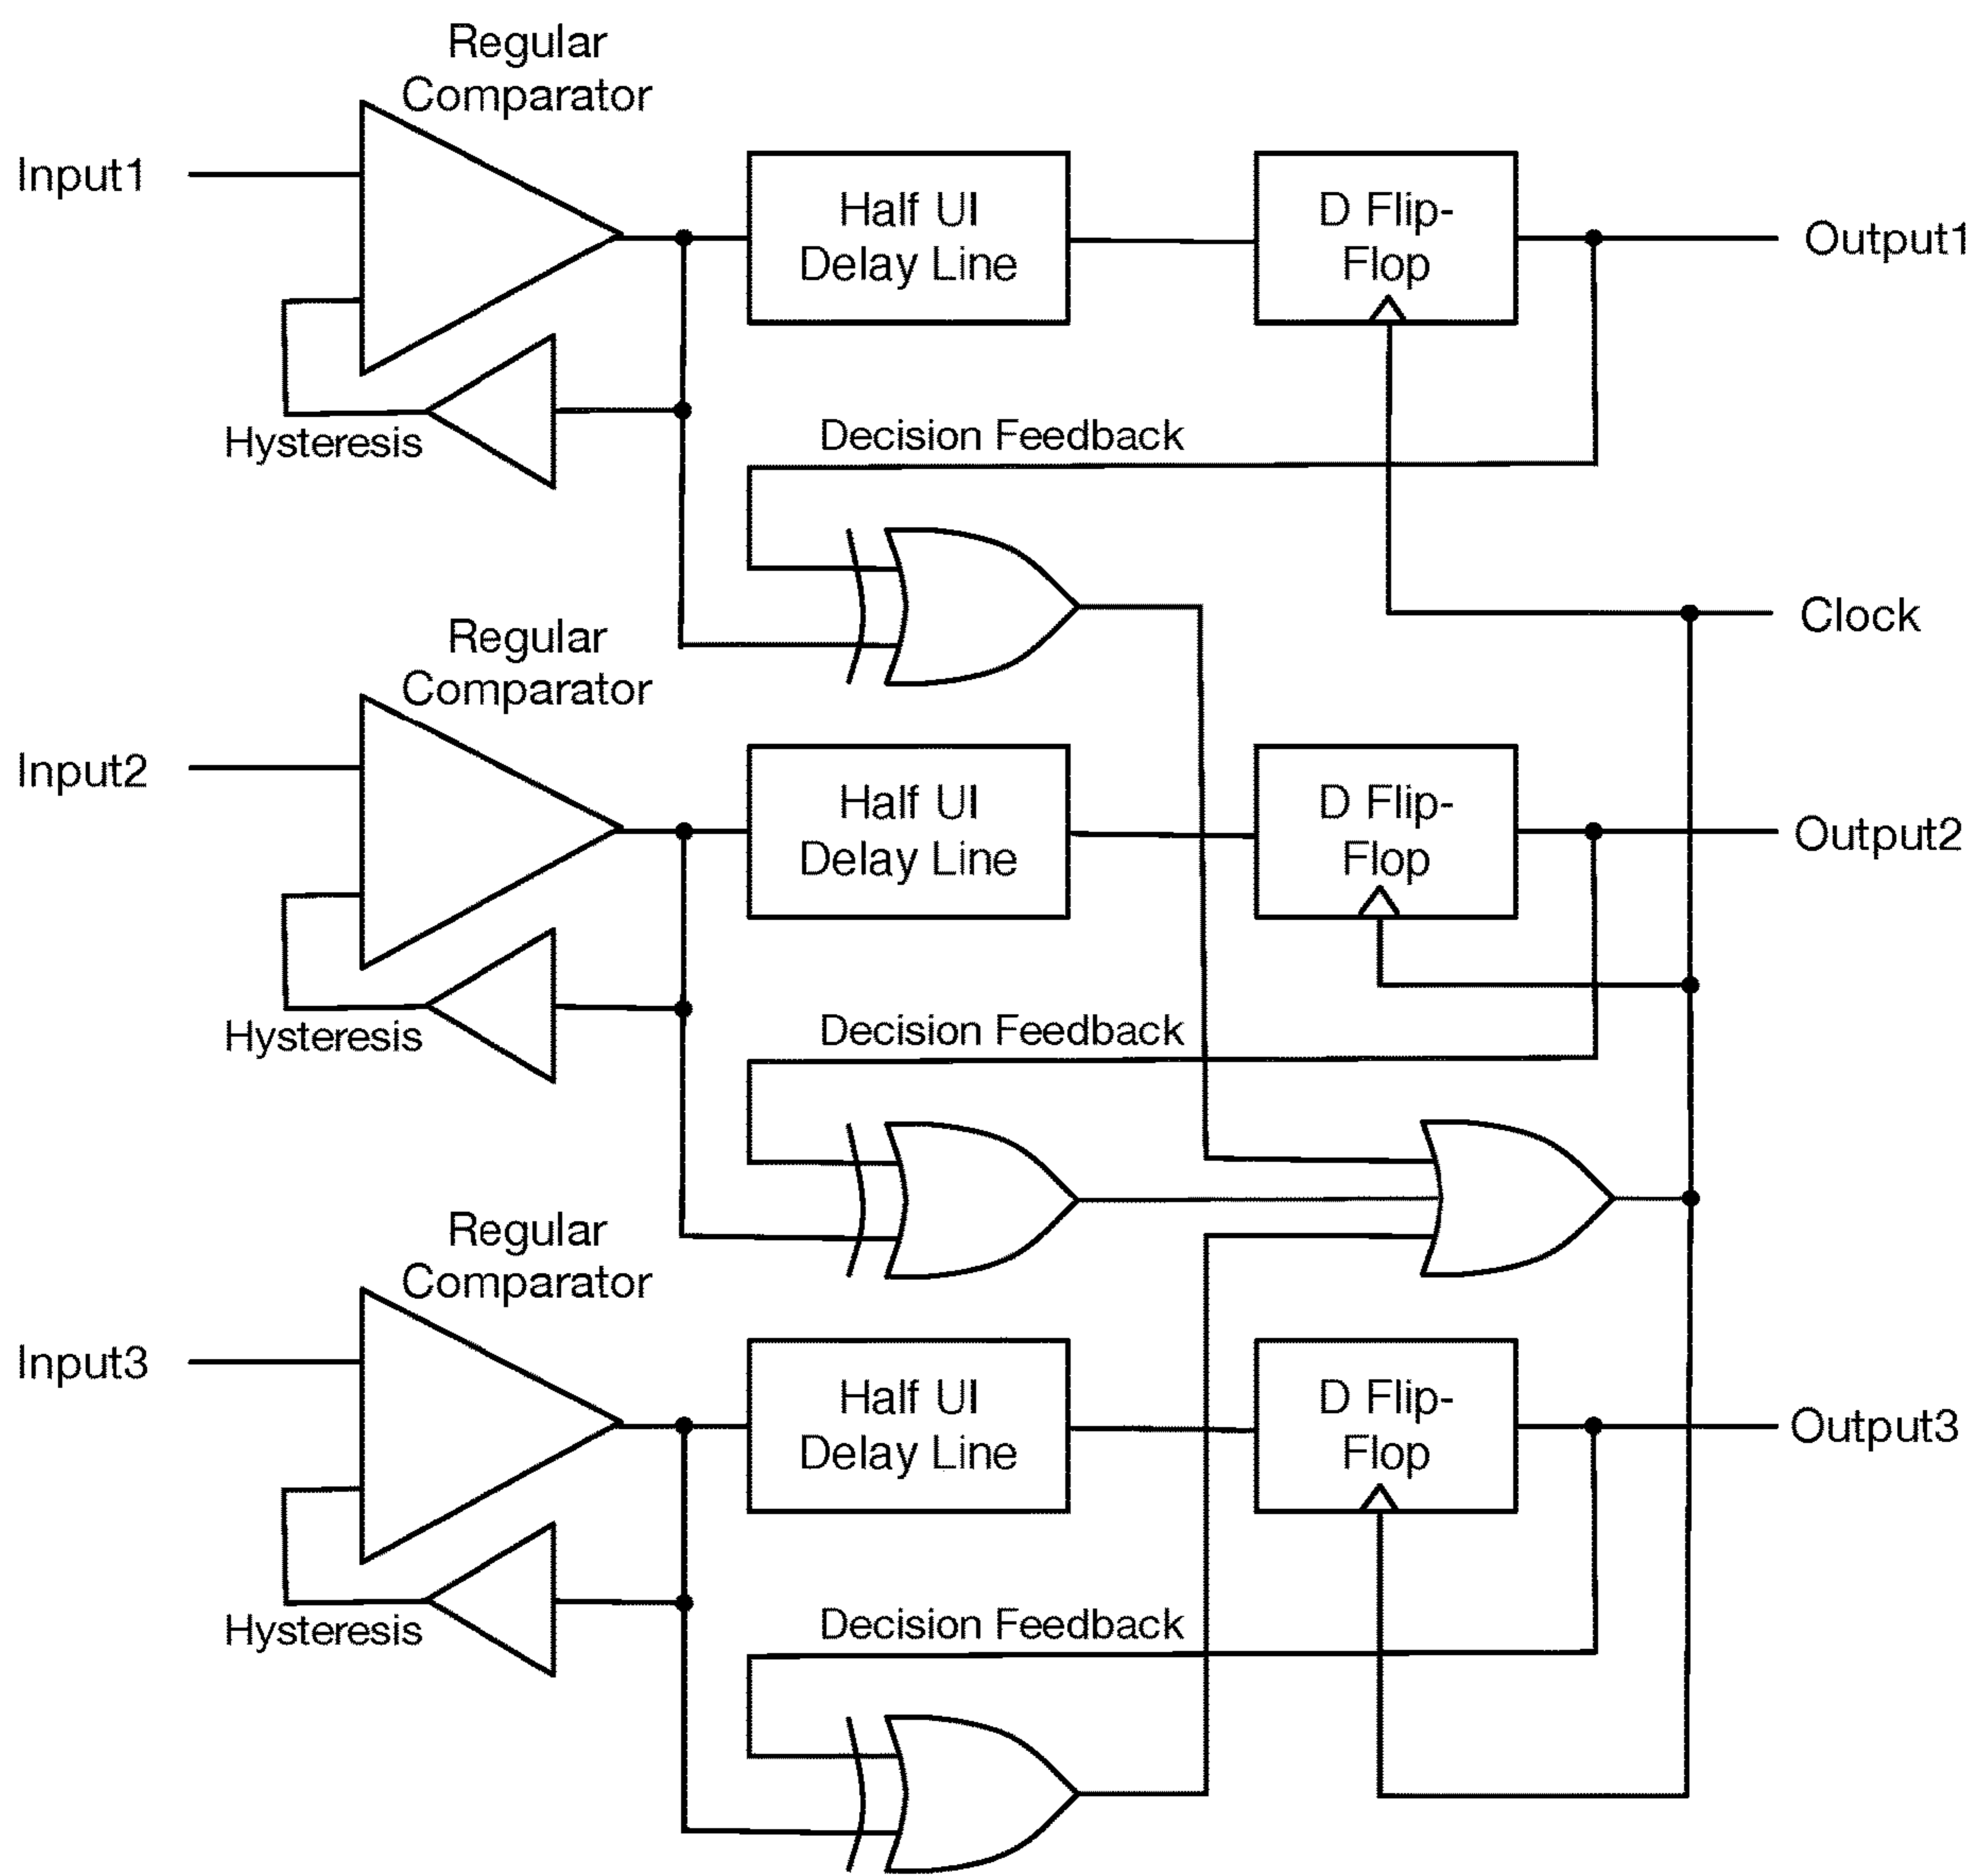 Regular
Comparator
Input1
Half UI
Delay Line
D Flip-
Flop
Output1
Hysteresis
Decision Feedback
Clock
Regular
Comparator
Input2
Half UI
Delay Line
D Flip-
Flop
Output2
Hysteresis
Decision Feedback
Regular
Comparator
Input3
Half UI
Delay Line
D Flip-
Flop
Output3
Hysteresis
Decision Feedback